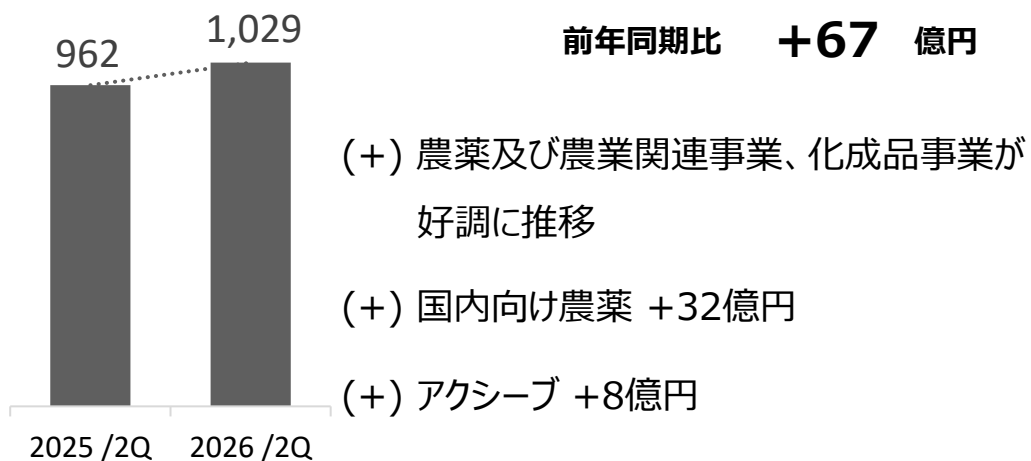 962
1,029
2025 /2Q
2026 /2Q
前年同期比 +67 億円
(+) 農薬及び農業関連事業、化成品事業が
好調に推移
(+) 国内向け農薬 +32億円
(+) アクシーブ +8億円